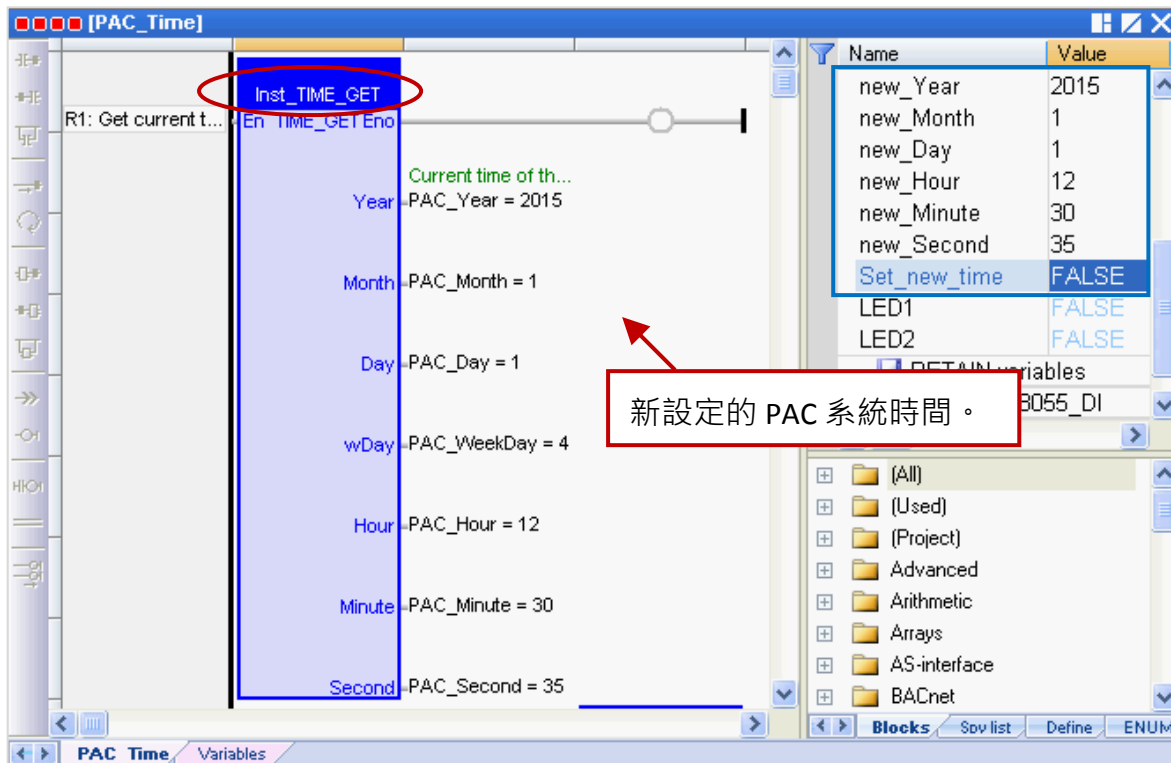 [PAC_Time]
Inst_TIME_GET
R1: Get current t...
En TIME_GET Eno
Current time of th...
Year PAC_Year = 2015
Month PAC_Month = 1
Day PAC_Day = 1
wDay PAC_WeekDay = 4
Hour PAC_Hour = 12
Minute PAC_Minute = 30
Second PAC_Second = 35
新設定的 PAC 系統時間。
Name Value
new_Year 2015
new_Month 1
new_Day 1
new_Hour 12
new_Minute 30
new_Second 35
Set_new_time FALSE
LED1 FALSE
LED2 FALSE
(All)
(Used)
(Project)
Advanced
Arithmetic
Arrays
AS-interface
BACnet
Blocks Spy list Define ENUM
PAC_Time Variables